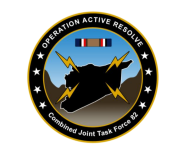 OPERATION ACTIVE RESOLVE
Combined Joint Task Force 82